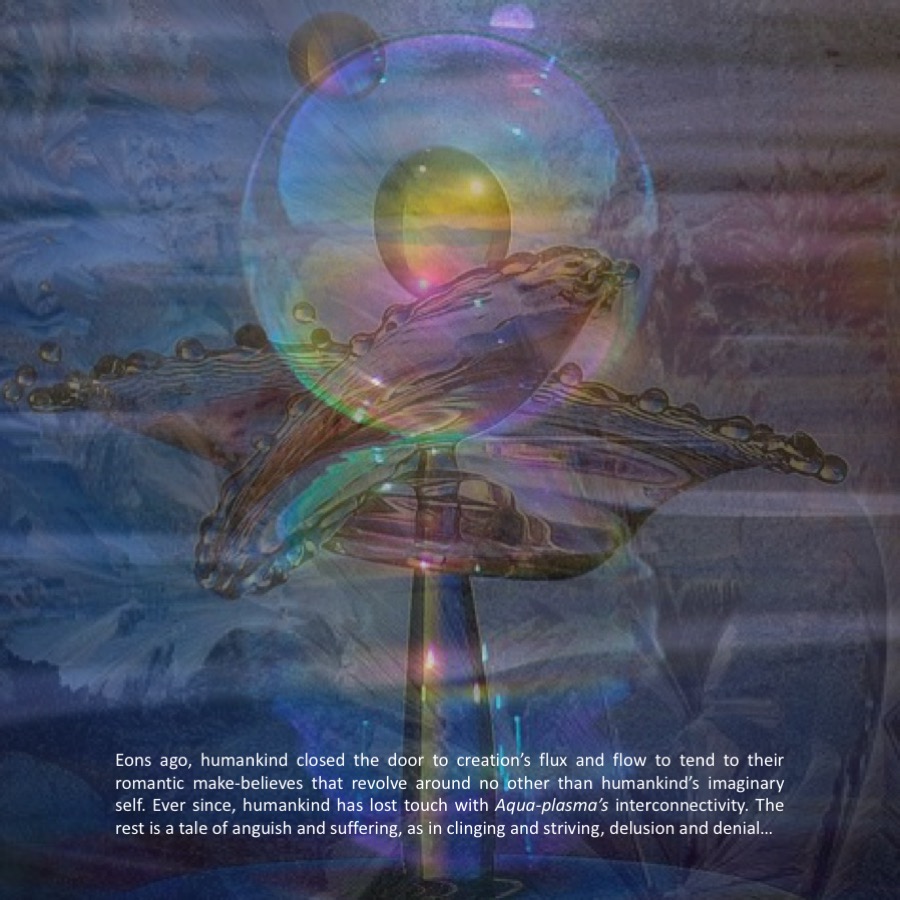 Eons ago, humankind closed the door to creation’s flux and flow to tend to their
romantic make-believes that revolve around no other than humankind’s imaginary
self. Ever since, humankind has lost touch with Aqua-plasma’s interconnectivity. The
rest is a tale of anguish and suffering, as in clinging and striving, delusion and denial…